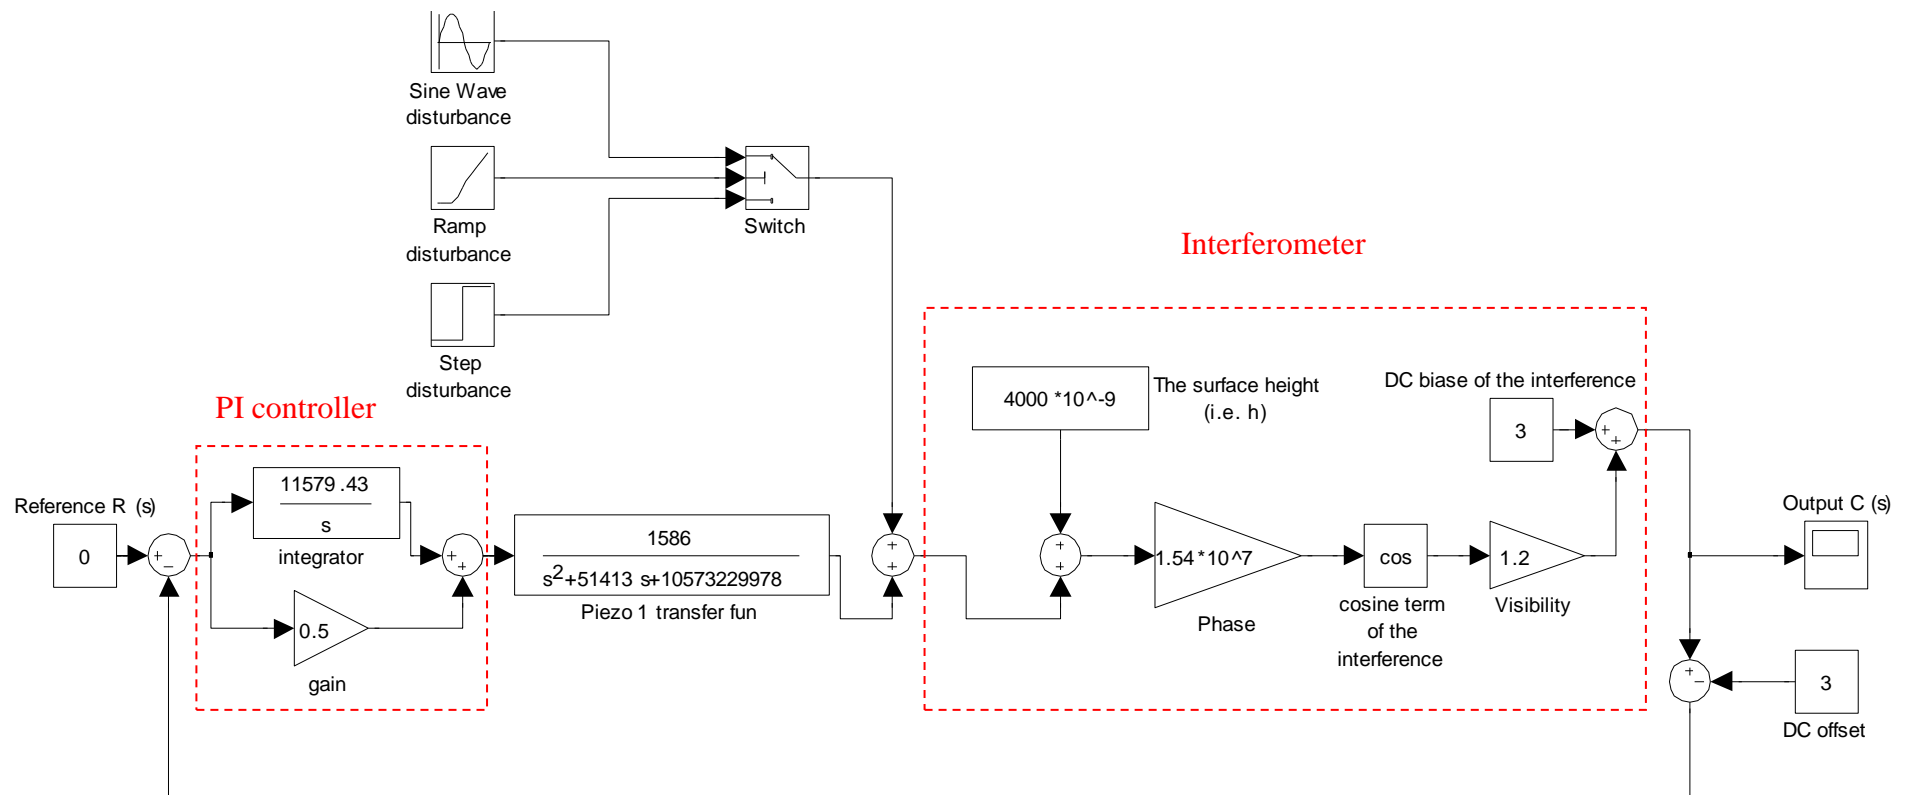 Sine Wave
disturbance
Ramp
disturbance
Step
disturbance
Switch
Interferometer
PI controller
4000 *10^-9
The surface height
(i.e. h)
DC biase of the interference
3
Reference R (s)
0
+
−
11579.43
s
integrator
0.5
gain
+
+
1586
s²+51413 s+10573229978
Piezo 1 transfer fun
+
+
+
+
1.54*10^7
Phase
cos
cosine term
of the
interference
1.2
Visibility
+
+
Output C (s)
+
−
3
DC offset